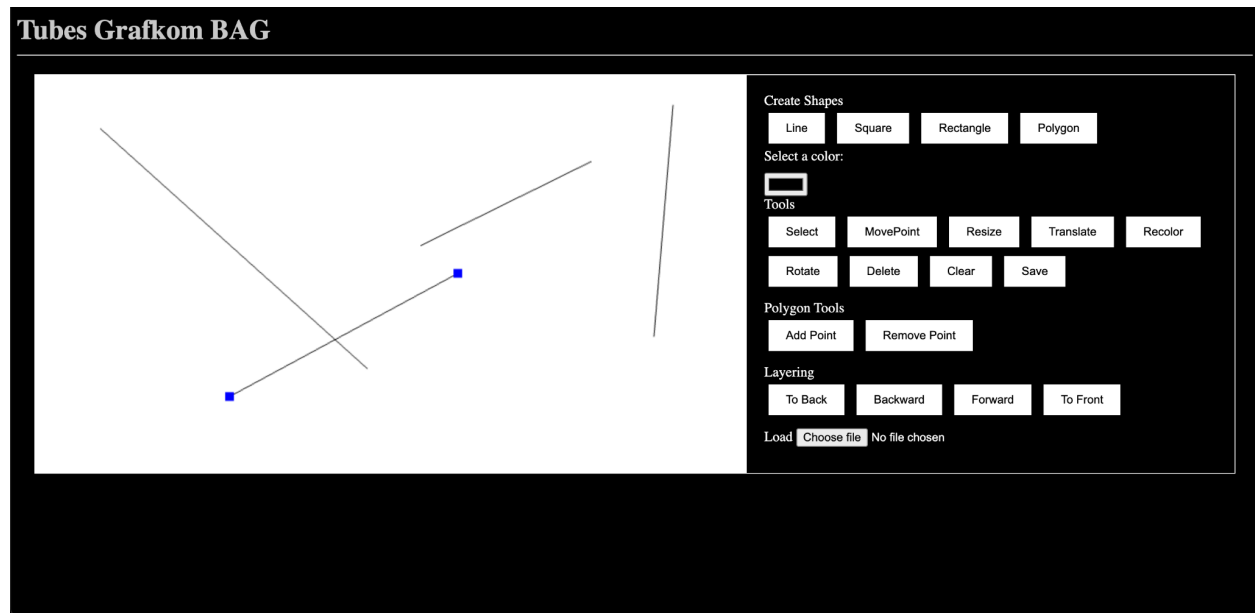 Tubes Grafkom BAG
Create Shapes
Line Square Rectangle Polygon
Select a color:
Tools
Select MovePoint Resize Translate Recolor
Rotate Delete Clear Save
Polygon Tools
Add Point Remove Point
Layering
To Back Backward Forward To Front
Load Choose file No file chosen